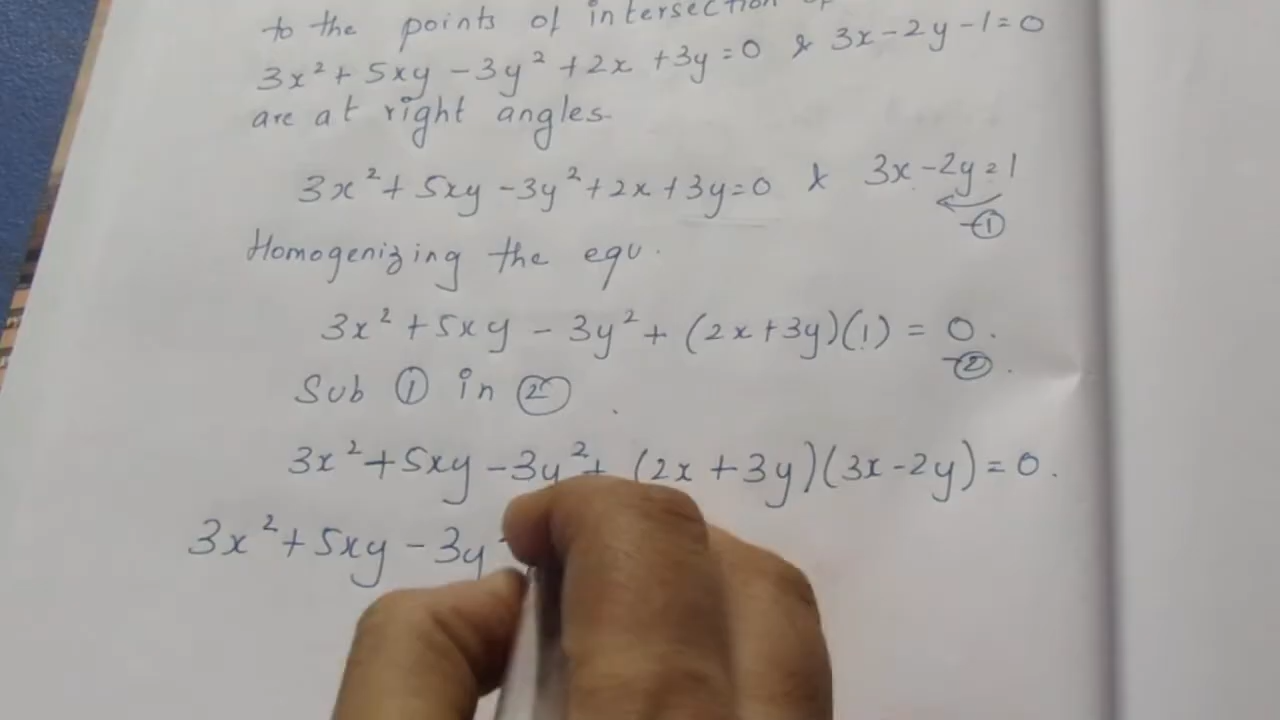 to the points of intersection of
3x² + 5xy - 3y² + 2x + 3y = 0 & 3x - 2y - 1 = 0
are at right angles.
3x² + 5xy - 3y² + 2x + 3y = 0 & 3x - 2y = 1
-①
Homogenizing the equ.
3x² + 5xy - 3y² + (2x + 3y)(1) = 0.
-②.
Sub ① in ②
3x² + 5xy - 3y² + (2x + 3y)(3x - 2y) = 0.
3x² + 5xy - 3y